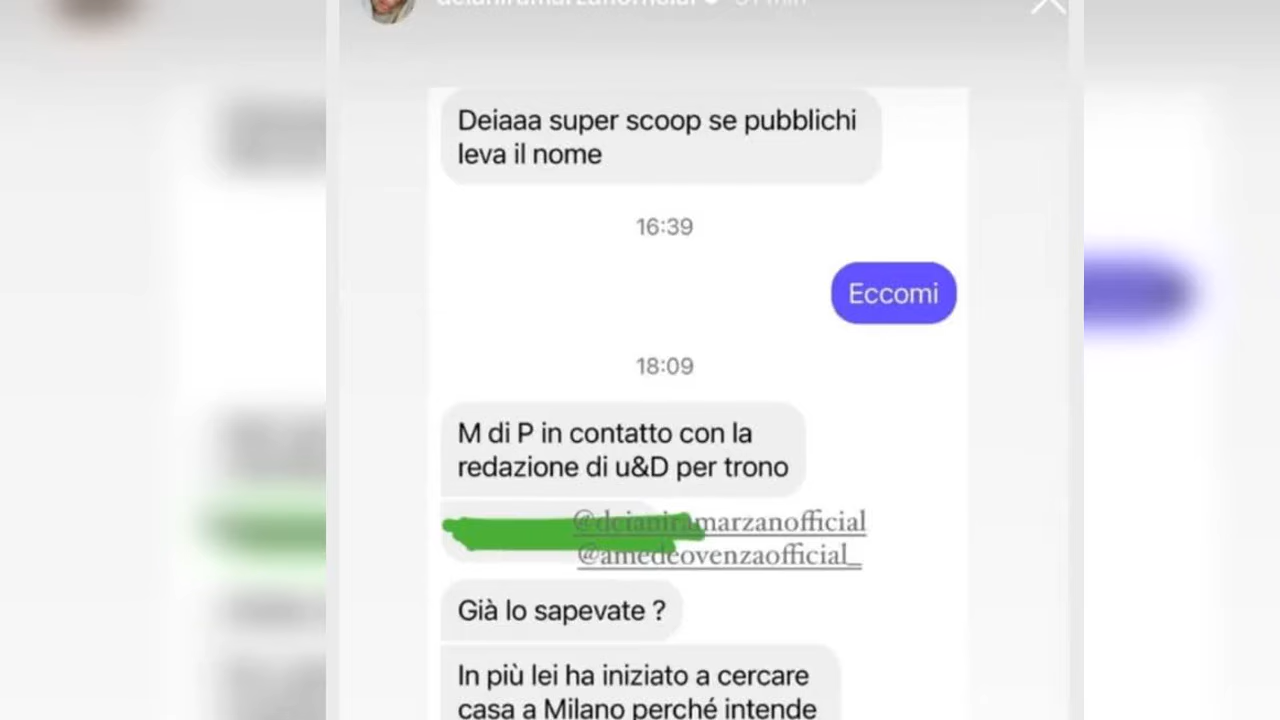 deianiramarzanofficial
Deiaaa super scoop se pubblichi
leva il nome
16:39
Eccomi
18:09
M di P in contatto con la
redazione di u&D per trono
@deianiramarzanofficial
@amedeovenzaofficial_
Già lo sapevate ?
In più lei ha iniziato a cercare
casa a Milano perché intende